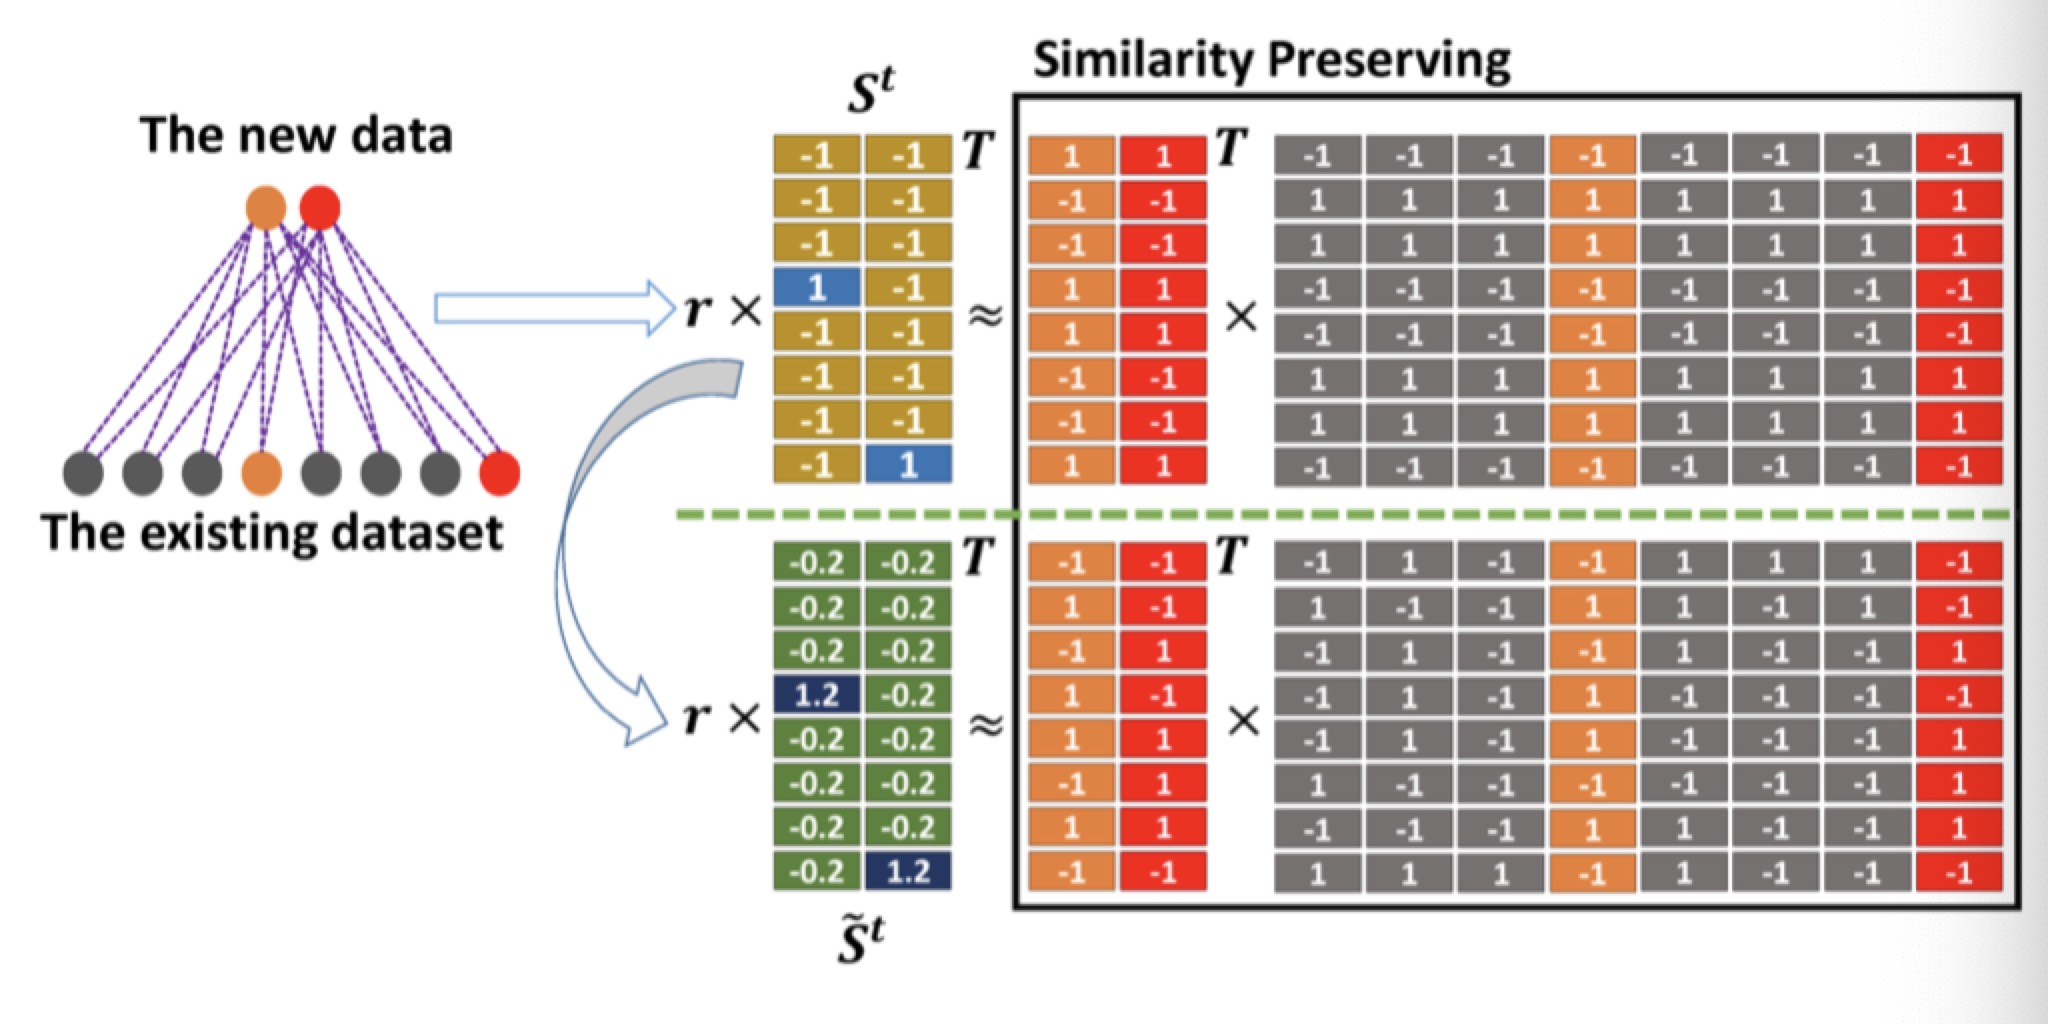 Similarity Preserving
The new data
The existing dataset
S^t
r ×
-1 -1
-1 -1
-1 -1
1 -1
-1 -1
-1 -1
-1 -1
-1 1
T
≈
1 1
-1 -1
-1 -1
1 1
1 1
-1 -1
-1 -1
1 1
T
×
-1 -1 -1 -1 -1 -1 -1 -1
1 1 1 1 1 1 1 1
1 1 1 1 1 1 1 1
-1 -1 -1 -1 -1 -1 -1 -1
-1 -1 -1 -1 -1 -1 -1 -1
1 1 1 1 1 1 1 1
1 1 1 1 1 1 1 1
-1 -1 -1 -1 -1 -1 -1 -1
r ×
-0.2 -0.2
-0.2 -0.2
-0.2 -0.2
1.2 -0.2
-0.2 -0.2
-0.2 -0.2
-0.2 -0.2
-0.2 1.2
T
≈
-1 -1
1 -1
-1 1
1 -1
1 1
-1 1
1 1
-1 -1
T
×
-1 1 -1 -1 1 1 1 -1
1 -1 -1 1 1 -1 1 -1
-1 1 -1 -1 1 -1 -1 1
-1 1 -1 1 -1 -1 -1 -1
-1 1 -1 1 -1 -1 -1 1
1 -1 -1 -1 -1 -1 -1 1
-1 -1 -1 1 1 -1 -1 1
1 1 1 -1 1 -1 -1 -1
S̃^t